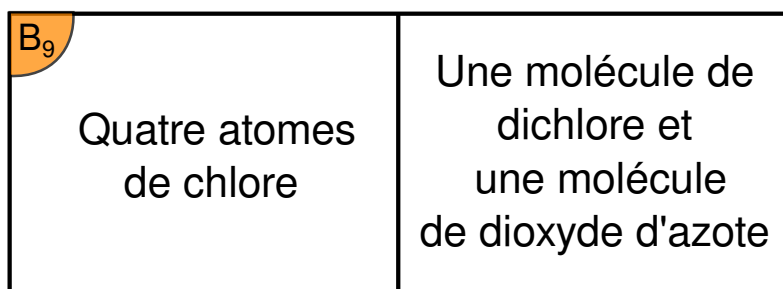 B₉
Quatre atomes
de chlore
Une molécule de
dichlore et
une molécule
de dioxyde d'azote